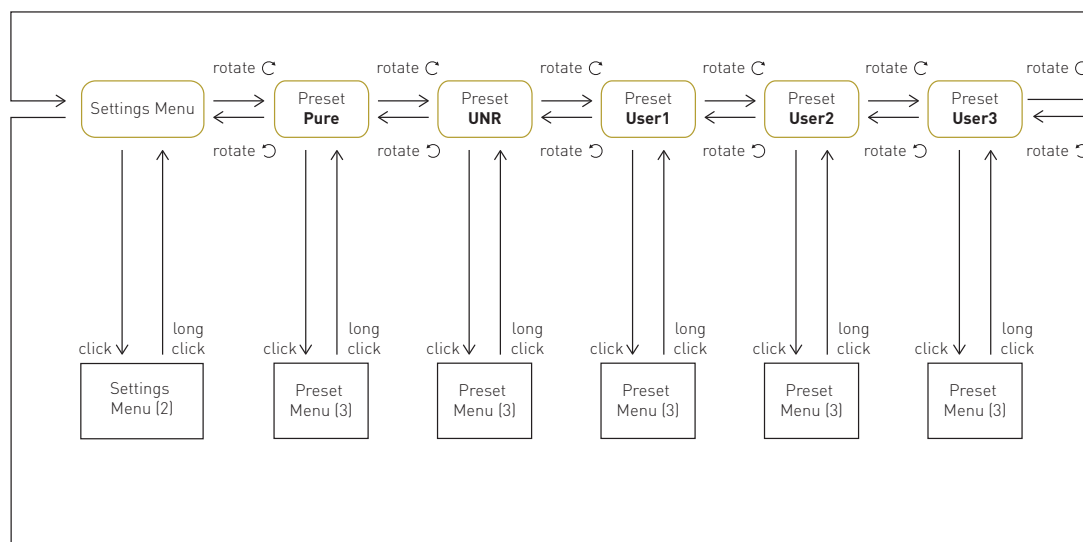 rotate
rotate
rotate
rotate
rotate
rotate
Settings Menu
Preset
Pure
Preset
UNR
Preset
User1
Preset
User2
Preset
User3
rotate
rotate
rotate
rotate
rotate
rotate
click
long
click
click
long
click
click
long
click
click
long
click
click
long
click
click
long
click
Settings
Menu (2)
Preset
Menu (3)
Preset
Menu (3)
Preset
Menu (3)
Preset
Menu (3)
Preset
Menu (3)